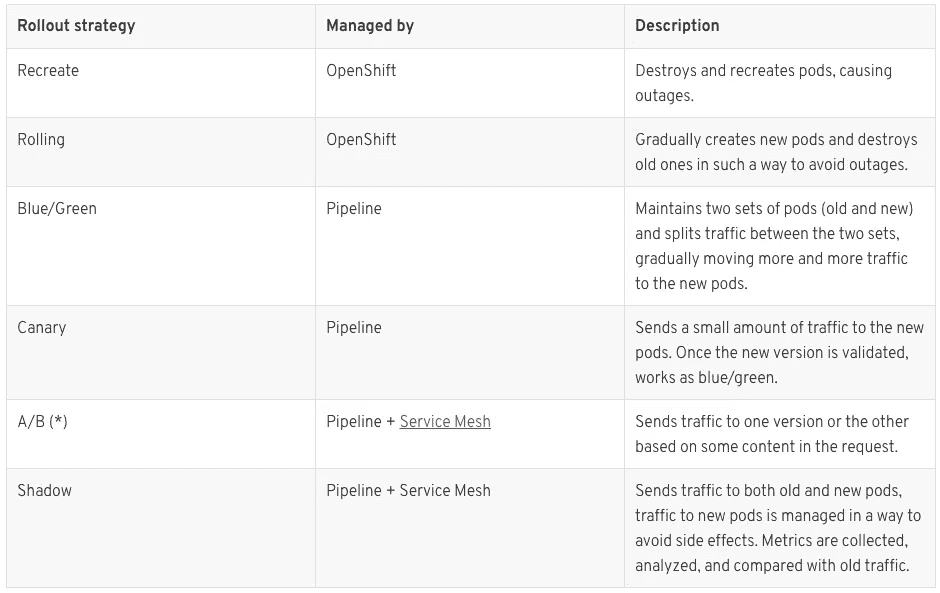 Rollout strategy
Managed by
Description
Recreate
OpenShift
Destroys and recreates pods, causing
outages.
Rolling
OpenShift
Gradually creates new pods and destroys
old ones in such a way to avoid outages.
Blue/Green
Pipeline
Maintains two sets of pods (old and new)
and splits traffic between the two sets,
gradually moving more and more traffic
to the new pods.
Canary
Pipeline
Sends a small amount of traffic to the new
pods. Once the new version is validated,
works as blue/green.
A/B (*)
Pipeline + Service Mesh
Sends traffic to one version or the other
based on some content in the request.
Shadow
Pipeline + Service Mesh
Sends traffic to both old and new pods,
traffic to new pods is managed in a way to
avoid side effects. Metrics are collected,
analyzed, and compared with old traffic.